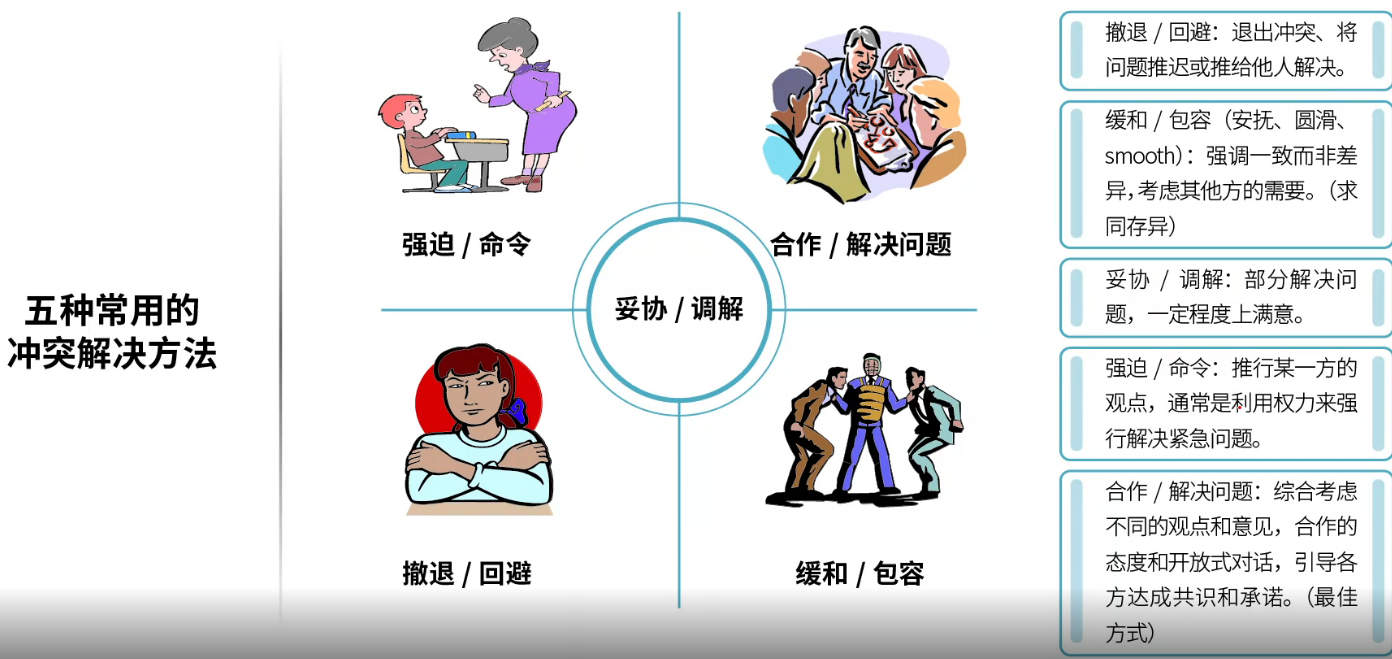 五种常用的
冲突解决方法
强迫 / 命令
合作 / 解决问题
妥协 / 调解
撤退 / 回避
缓和 / 包容
撤退 / 回避：退出冲突、将
问题推迟或推给他人解决。
缓和 / 包容（安抚、圆滑、
smooth）：强调一致而非差
异，考虑其他方的需要。（求
同存异）
妥协 / 调解：部分解决问
题，一定程度上满意。
强迫 / 命令：推行某一方的
观点，通常是利用权力来强
行解决紧急问题。
合作 / 解决问题：综合考虑
不同的观点和意见，合作的
态度和开放式对话，引导各
方达成共识和承诺。（最佳
方式）